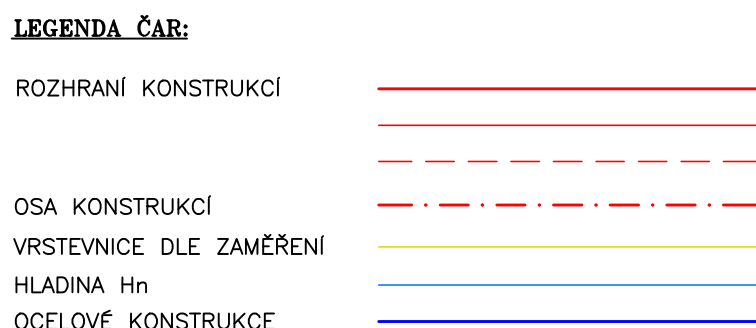 LEGENDA ČAR:
ROZHRANÍ KONSTRUKCÍ
OSA KONSTRUKCÍ
VRSTEVNICE DLE ZAMĚŘENÍ
HLADINA Hn
OCELOVÉ KONSTRUKCE